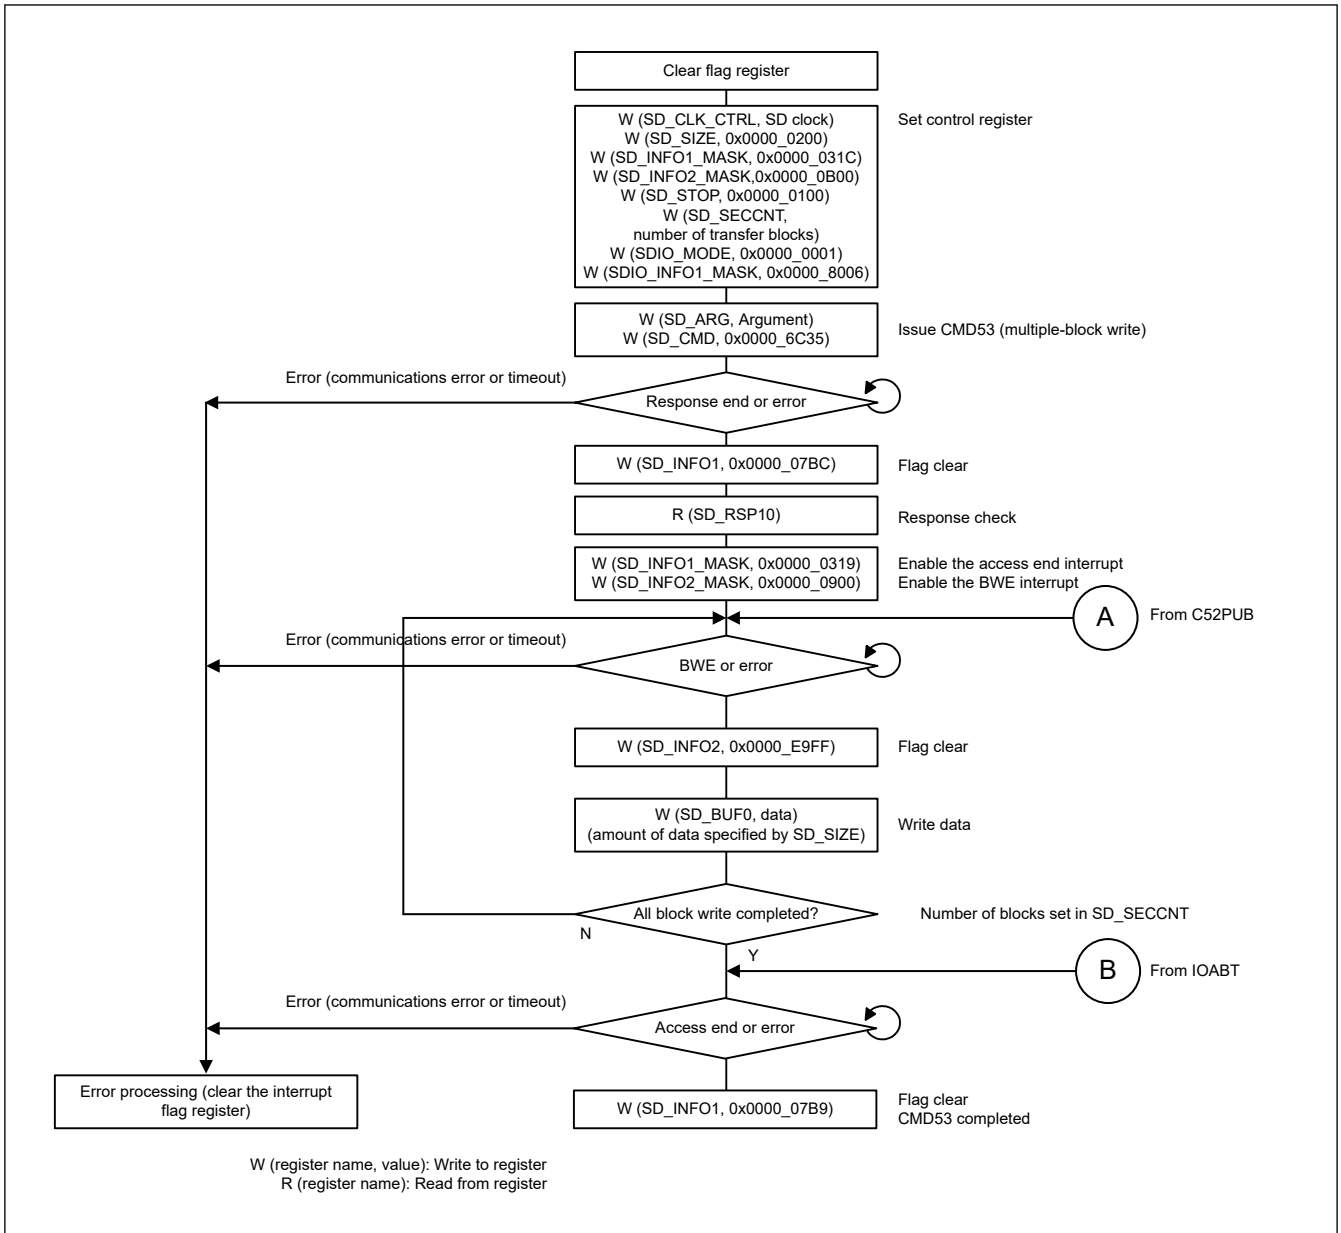 Clear flag register
W (SD_CLK_CTRL, SD clock)
W (SD_SIZE, 0x0000_0200)
W (SD_INFO1_MASK, 0x0000_031C)
W (SD_INFO2_MASK,0x0000_0B00)
W (SD_STOP, 0x0000_0100)
W (SD_SECCNT,
number of transfer blocks)
W (SDIO_MODE, 0x0000_0001)
W (SDIO_INFO1_MASK, 0x0000_8006)
Set control register
W (SD_ARG, Argument)
W (SD_CMD, 0x0000_6C35)
Issue CMD53 (multiple-block write)
Error (communications error or timeout)
Response end or error
W (SD_INFO1, 0x0000_07BC)
Flag clear
R (SD_RSP10)
Response check
W (SD_INFO1_MASK, 0x0000_0319)
W (SD_INFO2_MASK, 0x0000_0900)
Enable the access end interrupt
Enable the BWE interrupt
A
From C52PUB
Error (communications error or timeout)
BWE or error
W (SD_INFO2, 0x0000_E9FF)
Flag clear
W (SD_BUF0, data)
(amount of data specified by SD_SIZE)
Write data
All block write completed?
Number of blocks set in SD_SECCNT
N
Y
B
From IOABT
Error (communications error or timeout)
Access end or error
Error processing (clear the interrupt
flag register)
W (SD_INFO1, 0x0000_07B9)
Flag clear
CMD53 completed
W (register name, value): Write to register
R (register name): Read from register